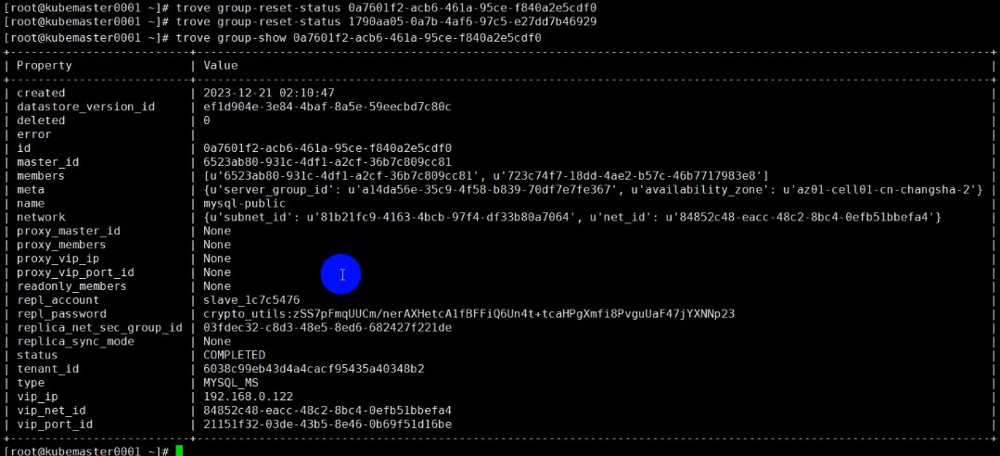 [root@kubemaster0001 ~]# trove group-reset-status 0a7601f2-acb6-461a-95ce-f840a2e5cdf0
[root@kubemaster0001 ~]# trove group-reset-status 1790aa05-0a7b-4af6-97c5-e27dd7b46929
[root@kubemaster0001 ~]# trove group-show 0a7601f2-acb6-461a-95ce-f840a2e5cdf0
| Property | Value |
| created | 2023-12-21 02:10:47 |
| datastore_version_id | ef1d904e-3e84-4baf-8a5e-59eecbd7c80c |
| deleted | 0 |
| error | |
| id | 0a7601f2-acb6-461a-95ce-f840a2e5cdf0 |
| master_id | 6523ab80-931c-4df1-a2cf-36b7c809cc81 |
| members | [u'6523ab80-931c-4df1-a2cf-36b7c809cc81', u'723c74f7-18dd-4ae2-b57c-46b7717983e8'] |
| meta | {u'server_group_id': u'a14da56e-35c9-4f58-b839-70df7e7fe367', u'availability_zone': u'az01-cell01-cn-changsha-2'} |
| name | mysql-public |
| network | {u'subnet_id': u'81b21fc9-4163-4bcb-97f4-df33b80a7064', u'net_id': u'84852c48-eacc-48c2-8bc4-0efb51bbefa4'} |
| proxy_master_id | None |
| proxy_members | None |
| proxy_vip_ip | None |
| proxy_vip_port_id | None |
| readonly_members | None |
| repl_account | slave_1c7c5476 |
| repl_password | crypto_utils:zSS7pFmqUUCm/nerAXHetcA1fBFFiQ6Un4t+tcaHPgXmfi8PvguUaF47jYXNNp23 |
| replica_net_sec_group_id | 03fdec32-c8d3-48e5-8ed6-682427f221de |
| replica_sync_mode | None |
| status | COMPLETED |
| tenant_id | 6038c99eb43d4a4cacf95435a40348b2 |
| type | MYSQL_MS |
| vip_ip | 192.168.0.122 |
| vip_net_id | 84852c48-eacc-48c2-8bc4-0efb51bbefa4 |
| vip_port_id | 21151f32-03de-43b5-8e46-0b69f51d16be |
[root@kubemaster0001 ~]#